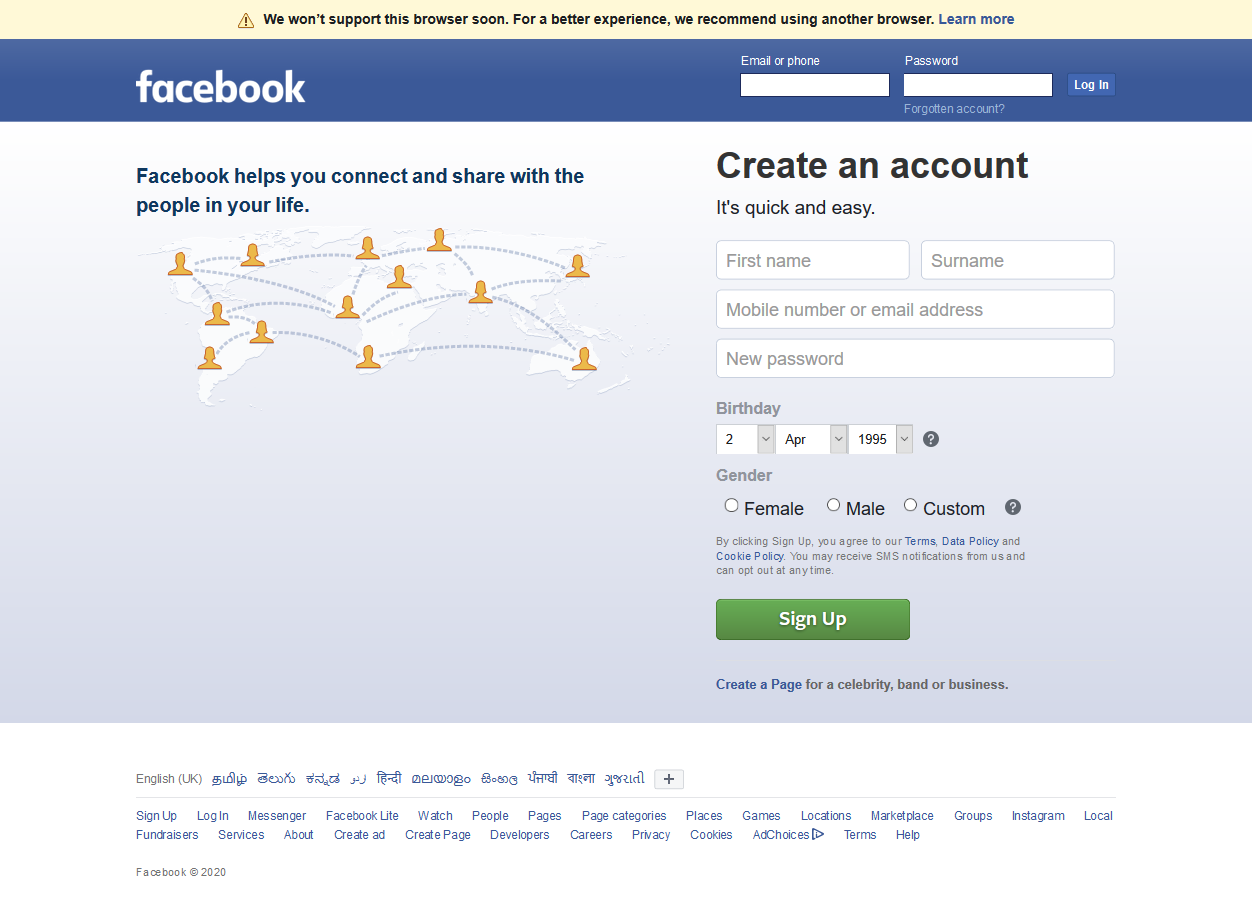 We won’t support this browser soon. For a better experience, we recommend using another browser. Learn more
facebook
Email or phone
Password
Log In
Forgotten account?
Facebook helps you connect and share with the
people in your life.
Create an account
It's quick and easy.
First name
Surname
Mobile number or email address
New password
Birthday
2 Apr 1995 ?
Gender
Female Male Custom ?
By clicking Sign Up, you agree to our Terms, Data Policy and
Cookie Policy. You may receive SMS notifications from us and
can opt out at any time.
Sign Up
Create a Page for a celebrity, band or business.
English (UK) தமிழ் తెలుగు ಕನ್ನಡ اردو हिन्दी മലയാളം සිංහල ਪੰਜਾਬੀ বাংলা ગુજરાતી +
Sign Up Log In Messenger Facebook Lite Watch People Pages Page categories Places Games Locations Marketplace Groups Instagram Local
Fundraisers Services About Create ad Create Page Developers Careers Privacy Cookies AdChoices Terms Help
Facebook © 2020